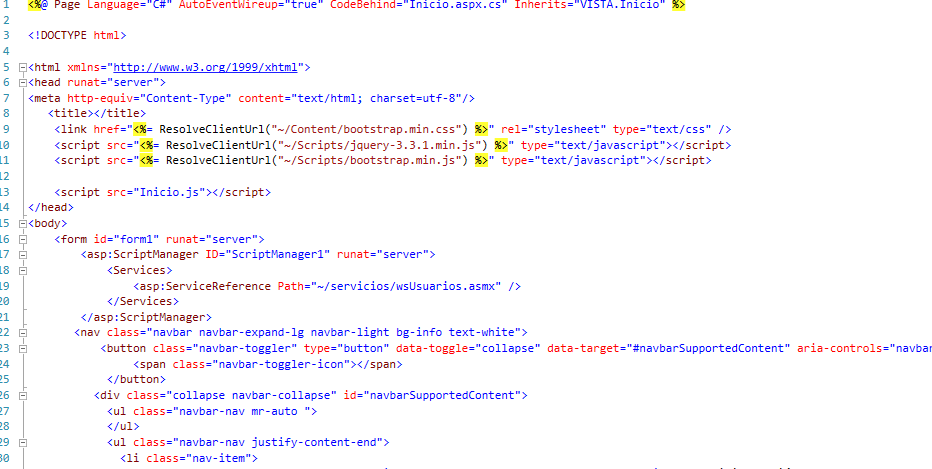 1 <%@ Page Language="C#" AutoEventWireup="true" CodeBehind="Inicio.aspx.cs" Inherits="VISTA.Inicio" %>
2
3 <!DOCTYPE html>
4
5 <html xmlns="http://www.w3.org/1999/xhtml">
6 <head runat="server">
7 <meta http-equiv="Content-Type" content="text/html; charset=utf-8"/>
8 <title></title>
9 <link href="<%= ResolveClientUrl("~/Content/bootstrap.min.css") %>" rel="stylesheet" type="text/css" />
10 <script src="<%= ResolveClientUrl("~/Scripts/jquery-3.3.1.min.js") %>" type="text/javascript"></script>
11 <script src="<%= ResolveClientUrl("~/Scripts/bootstrap.min.js") %>" type="text/javascript"></script>
12
13 <script src="Inicio.js"></script>
14 </head>
15 <body>
16 <form id="form1" runat="server">
17 <asp:ScriptManager ID="ScriptManager1" runat="server">
18 <Services>
19 <asp:ServiceReference Path="~/servicios/wsUsuarios.asmx" />
20 </Services>
21 </asp:ScriptManager>
22 <nav class="navbar navbar-expand-lg navbar-light bg-info text-white">
23 <button class="navbar-toggler" type="button" data-toggle="collapse" data-target="#navbarSupportedContent" aria-controls="navbar
24 <span class="navbar-toggler-icon"></span>
25 </button>
26 <div class="collapse navbar-collapse" id="navbarSupportedContent">
27 <ul class="navbar-nav mr-auto ">
28 </ul>
29 <ul class="navbar-nav justify-content-end">
30 <li class="nav-item">